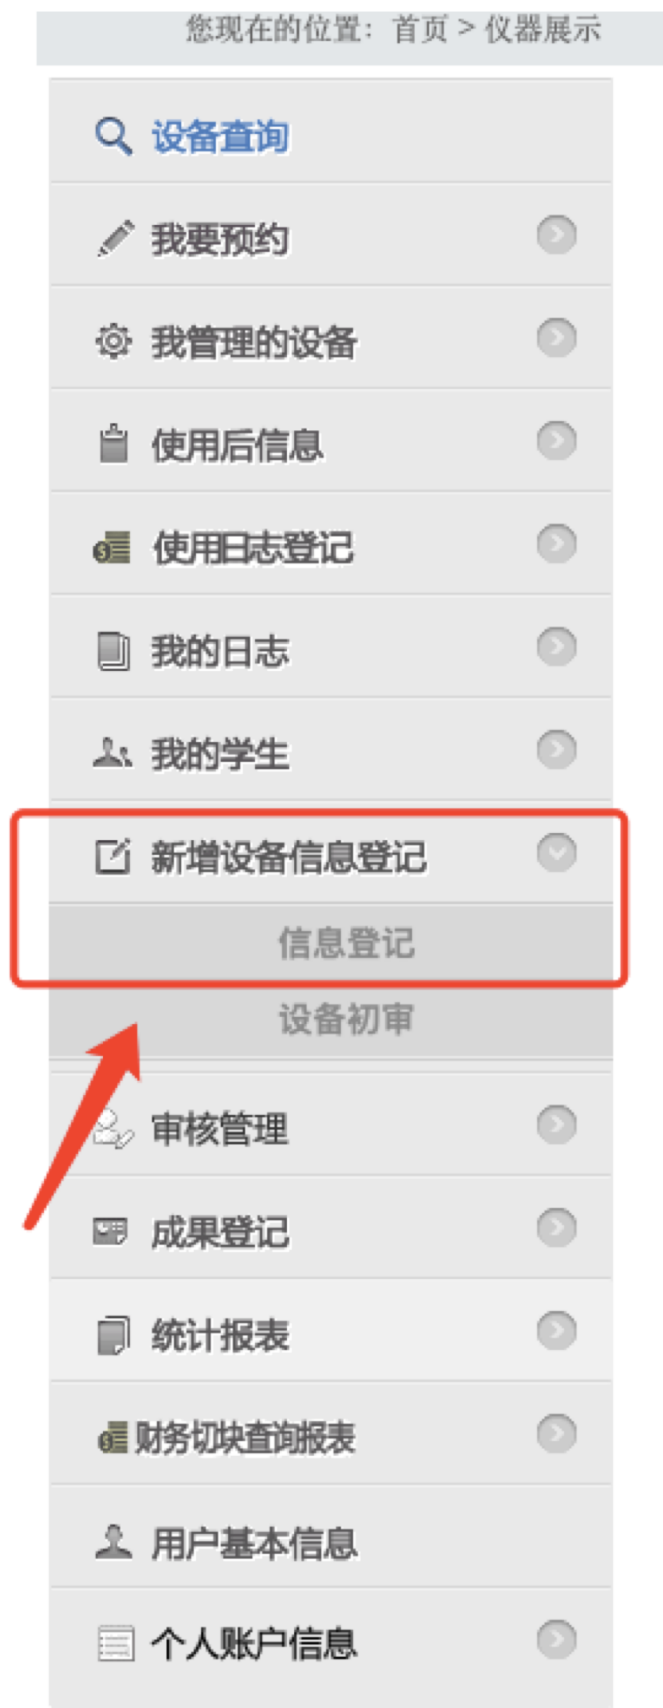 您现在的位置：首页 > 仪器展示
设备查询
我要预约
我管理的设备
使用后信息
使用日志登记
我的日志
我的学生
新增设备信息登记
信息登记
设备初审
审核管理
成果登记
统计报表
财务切块查询报表
用户基本信息
个人账户信息